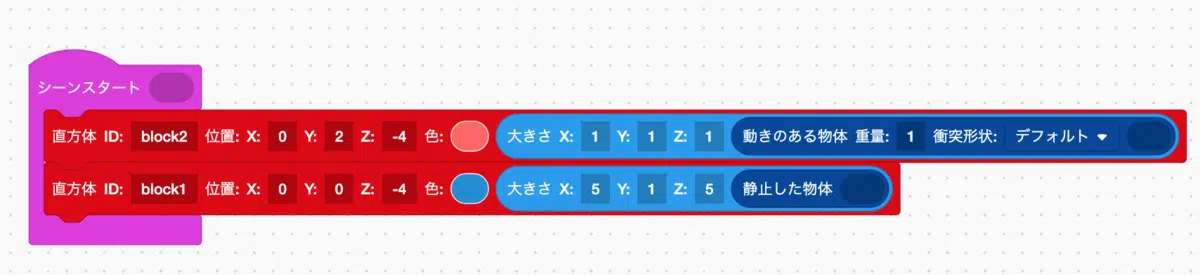 シーンスタート
直方体 ID: block2 位置: X: 0 Y: 2 Z: -4 色: 大きさ X: 1 Y: 1 Z: 1 動きのある物体 重量: 1 衝突形状: デフォルト
直方体 ID: block1 位置: X: 0 Y: 0 Z: -4 色: 大きさ X: 5 Y: 1 Z: 5 静止した物体